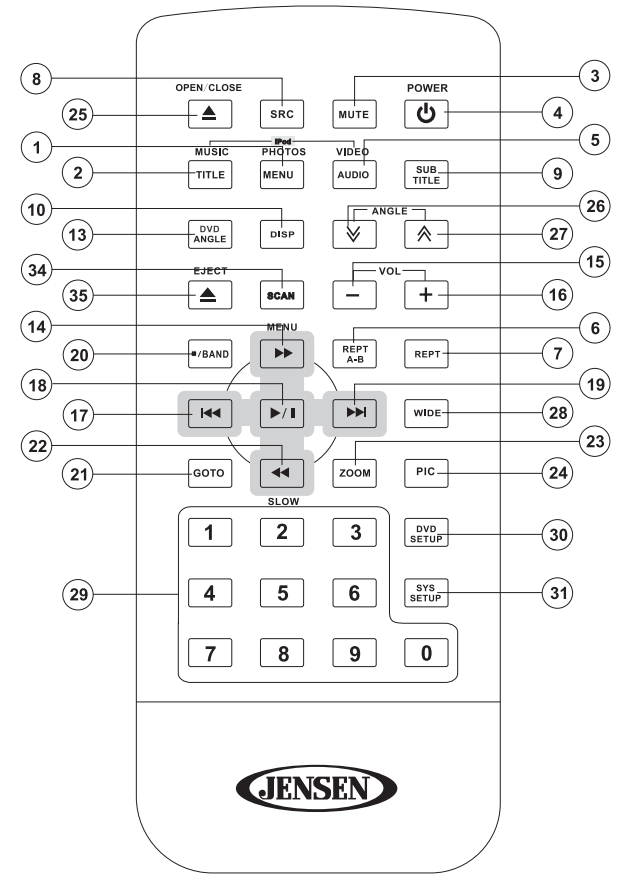 8
3
OPEN/CLOSE
POWER
25
SRC
MUTE
4
1
iPod
5
MUSIC
PHOTOS
VIDEO
2
TITLE
MENU
AUDIO
SUB
TITLE
9
10
26
ANGLE
13
DVD
ANGLE
DISP
27
34
15
EJECT
VOL
35
SCAN
−
+
16
14
6
MENU
20
■/BAND
REPT
A-B
REPT
7
18
19
17
WIDE
28
22
23
21
GOTO
ZOOM
PIC
24
SLOW
1
2
3
DVD
SETUP
30
29
4
5
6
SYS
SETUP
31
7
8
9
0
JENSEN